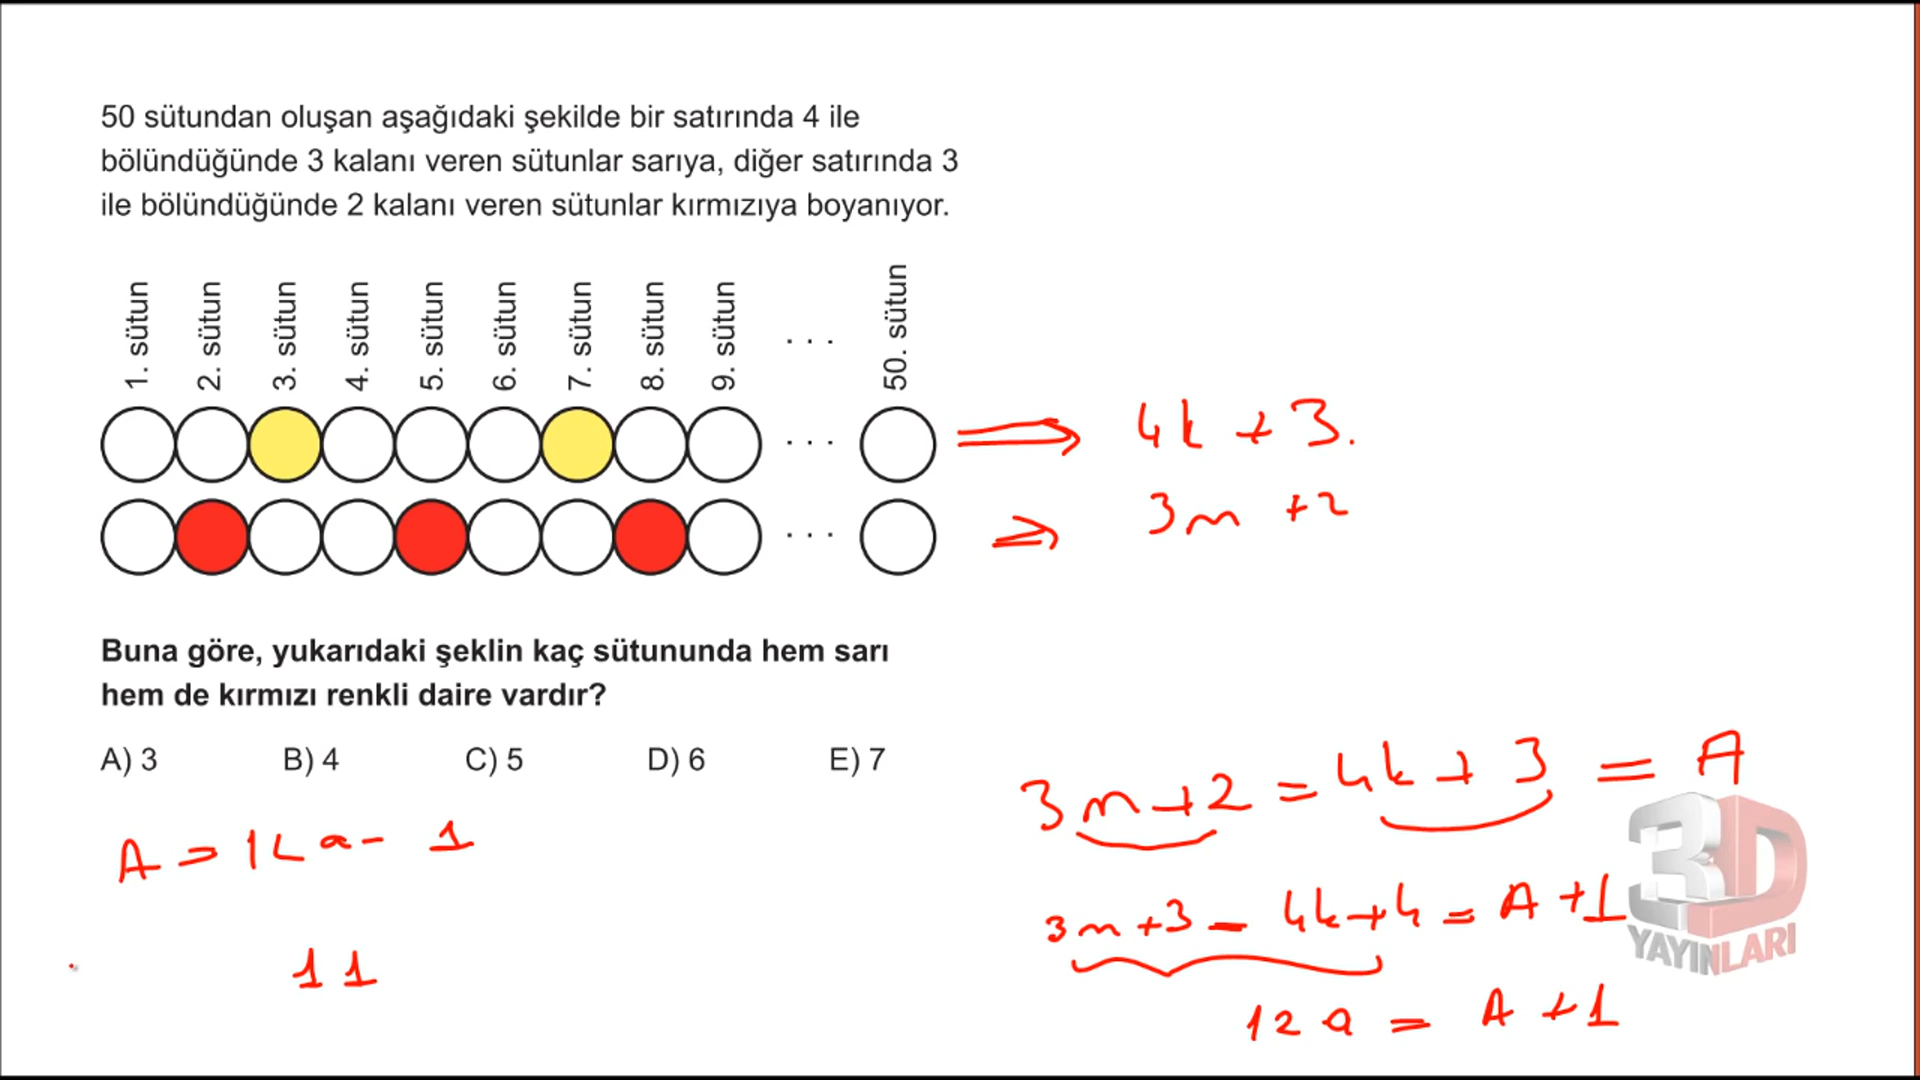 50 sütundan oluşan aşağıdaki şekilde bir satırında 4 ile
bölündüğünde 3 kalanı veren sütunlar sarıya, diğer satırında 3
ile bölündüğünde 2 kalanı veren sütunlar kırmızıya boyanıyor.
1. sütun 2. sütun 3. sütun 4. sütun 5. sütun 6. sütun 7. sütun 8. sütun 9. sütun . . . 50. sütun
. . . ⇒ 4k + 3.
. . . ⇒ 3m + 2
Buna göre, yukarıdaki şeklin kaç sütununda hem sarı
hem de kırmızı renkli daire vardır?
A) 3 B) 4 C) 5 D) 6 E) 7
3m+2 = 4k + 3 = A
A = 12a - 1
3m+3 = 4k+4 = A +1
11
12a = A +1
3D
YAYINLARI